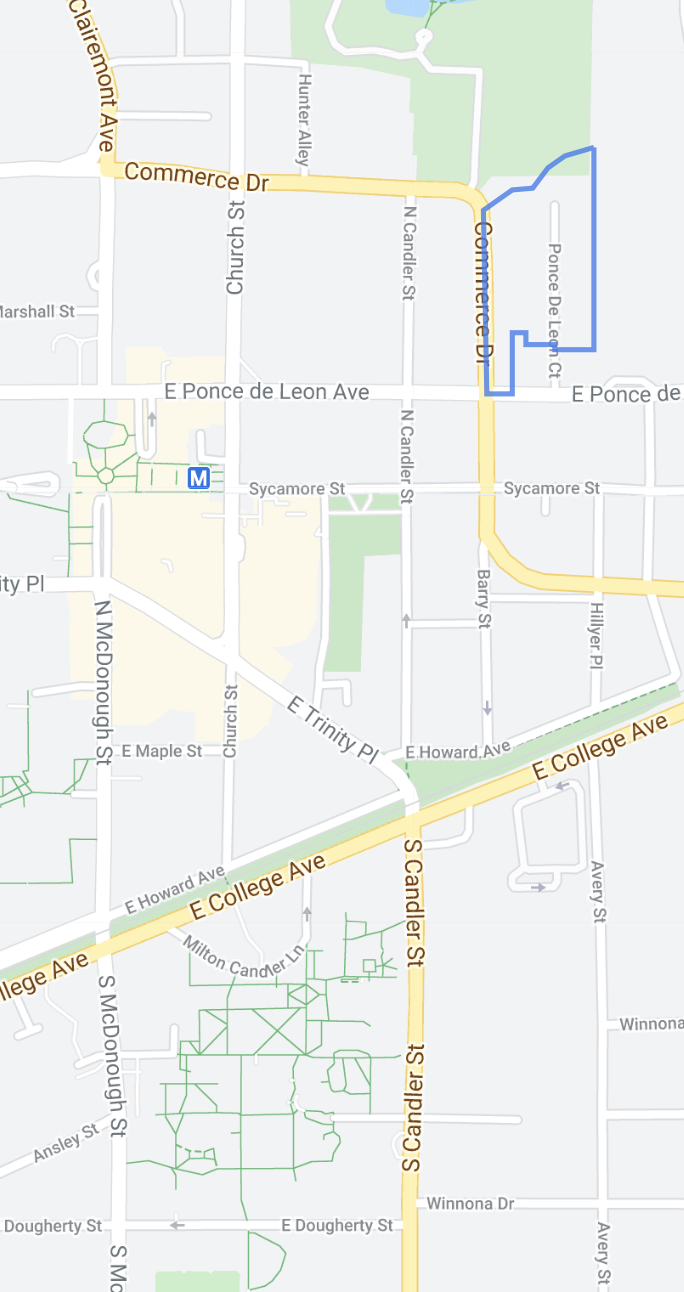 Clairemont Ave
Hunter Alley
Commerce Dr
Church St
N Candler St
Commerce Dr
Ponce De Leon Ct
Marshall St
E Ponce de Leon Ave
E Ponce de
N Candler St
M
Sycamore St
Sycamore St
ity Pl
Barry St
Hillyer Pl
N McDonough St
Church St
E Trinity Pl
E Maple St
E Howard Ave
E College Ave
E Howard Ave
E College Ave
S Candler St
Avery St
Milton Candler Ln
llege Ave
S McDonough St
Winnona
S Candler St
Ansley St
Winnona Dr
Dougherty St
E Dougherty St
Avery St
S Mc